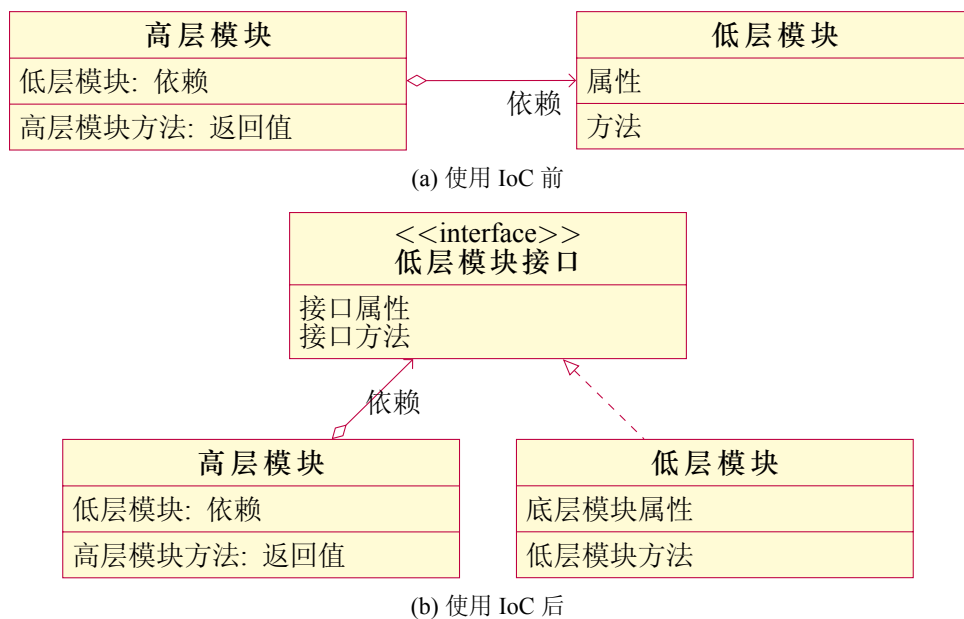 高层模块
低层模块: 依赖
高层模块方法: 返回值
依赖
低层模块
属性
方法
(a) 使用 IoC 前
<<interface>>
低层模块接口
接口属性
接口方法
依赖
高层模块
低层模块: 依赖
高层模块方法: 返回值
低层模块
底层模块属性
低层模块方法
(b) 使用 IoC 后